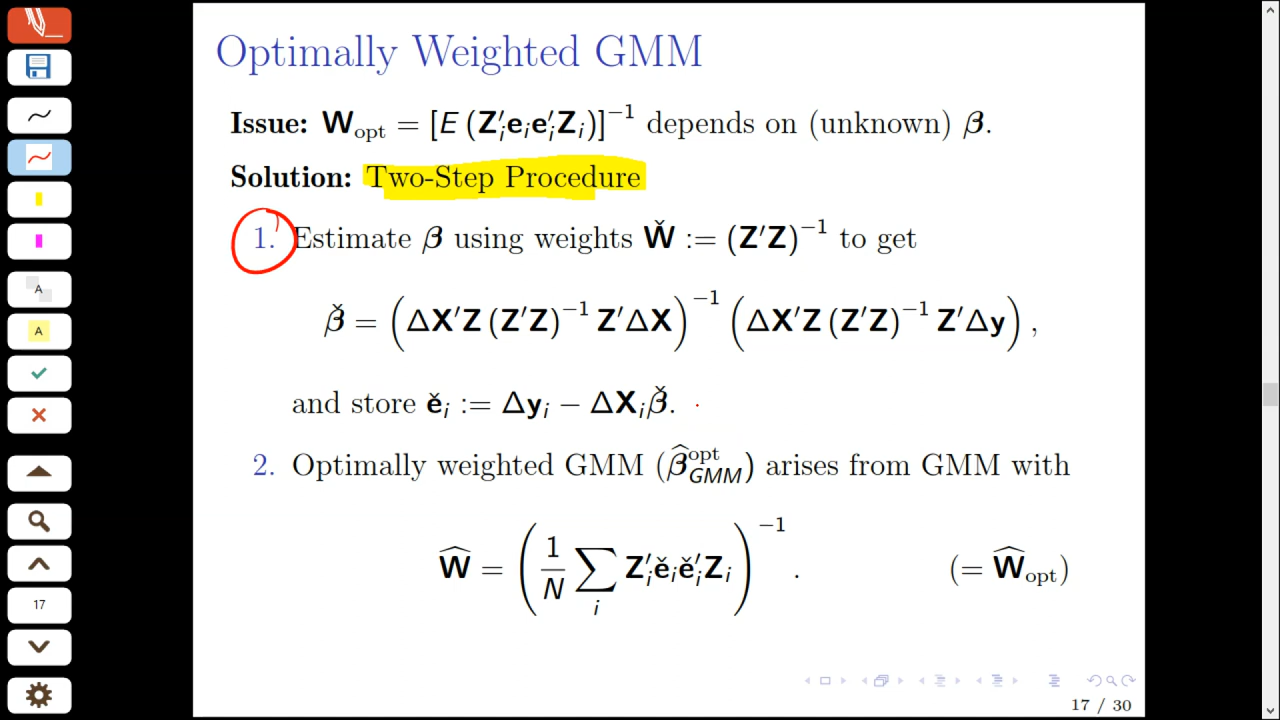 Optimally Weighted GMM
Issue: W_opt = [E (Z′_i e_i e′_i Z_i)]^−1 depends on (unknown) β.
Solution: Two-Step Procedure
1. Estimate β using weights W̌ := (Z′Z)^−1 to get
β̌ = (ΔX′Z (Z′Z)^−1 Z′ΔX)^−1 (ΔX′Z (Z′Z)^−1 Z′Δy) ,
and store ě_i := Δy_i − ΔX_i β̌.
2. Optimally weighted GMM (β̂^opt_GMM) arises from GMM with
Ŵ = (1/N ∑_i Z′_i ě_i ě′_i Z_i)^−1 . (= Ŵ_opt)
17 / 30
A
A
17